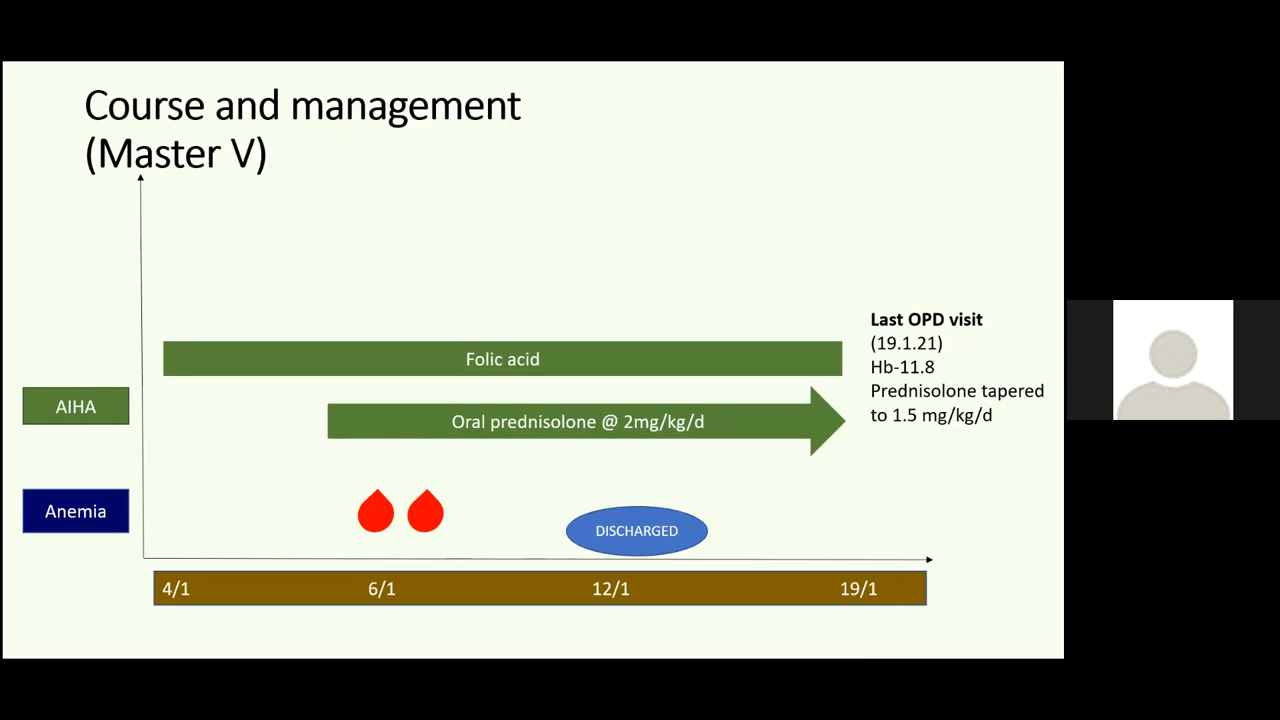 Course and management
(Master V)
Last OPD visit
(19.1.21)
Hb-11.8
Prednisolone tapered
to 1.5 mg/kg/d
Folic acid
AIHA
Oral prednisolone @ 2mg/kg/d
Anemia
DISCHARGED
4/1 6/1 12/1 19/1